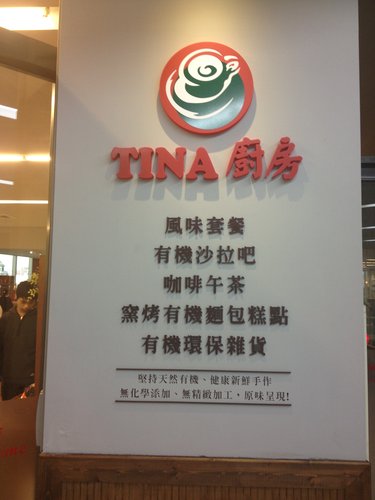 TINA 廚房
風味套餐
有機沙拉吧
咖啡午茶
窯烤有機麵包糕點
有機環保雜貨
堅持天然有機、健康新鮮手作
無化學添加、無精緻加工，原味呈現!